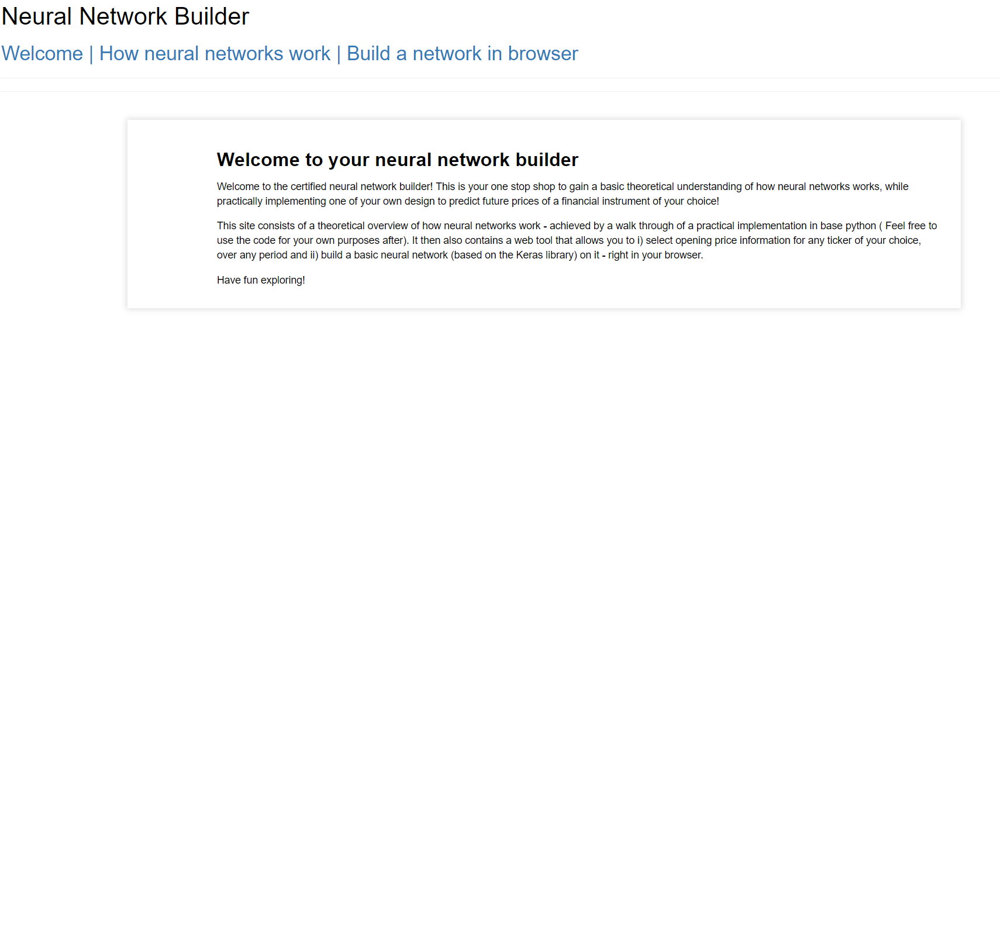 Neural Network Builder
Welcome | How neural networks work | Build a network in browser
Welcome to your neural network builder
Welcome to the certified neural network builder! This is your one stop shop to gain a basic theoretical understanding of how neural networks works, while
practically implementing one of your own design to predict future prices of a financial instrument of your choice!
This site consists of a theoretical overview of how neural networks work - achieved by a walk through of a practical implementation in base python ( Feel free to
use the code for your own purposes after). It then also contains a web tool that allows you to i) select opening price information for any ticker of your choice,
over any period and ii) build a basic neural network (based on the Keras library) on it - right in your browser.
Have fun exploring!